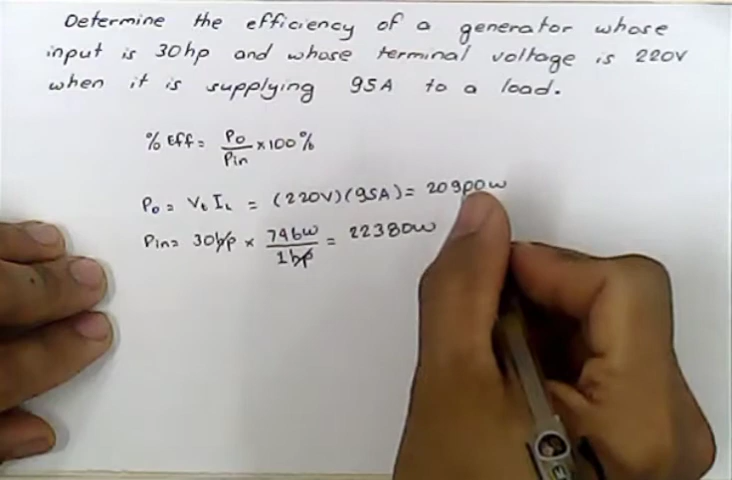 Determine the efficiency of a generator whose
input is 30hp and whose terminal voltage is 220V
when it is supplying 95A to a load.
% Eff = Po/Pin × 100%
Po = Vt IL = (220V)(95A) = 20900w
Pin = 30hp × 746w/1hp = 22380w